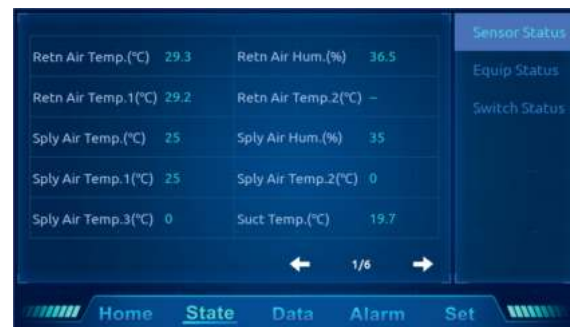 Retn Air Temp.(℃) 29.3 Retn Air Hum.(%) 36.5
Retn Air Temp.1(℃) 29.2 Retn Air Temp.2(℃) –
Sply Air Temp.(℃) 25 Sply Air Hum.(%) 35
Sply Air Temp.1(℃) 25 Sply Air Temp.2(℃) 0
Sply Air Temp.3(℃) 0 Suct Temp.(℃) 19.7
1/6
Sensor Status
Equip Status
Switch Status
Home State Data Alarm Set